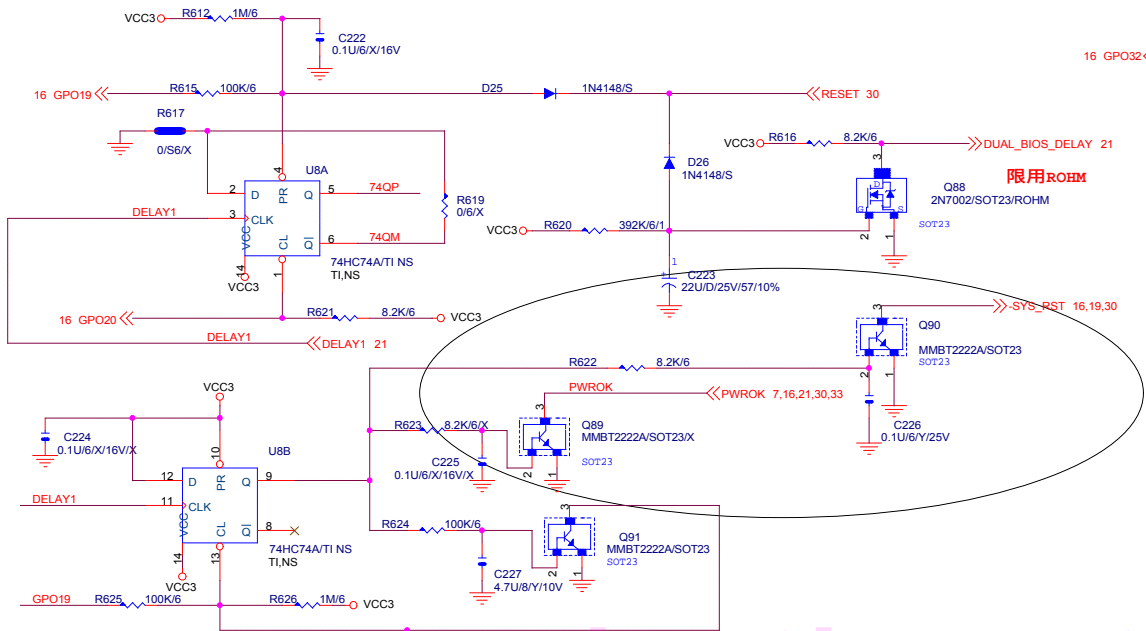 VCC3
R612
1M/6
C222
0.1U/6/X/16V
16 GPO32
16 GPO19
R615
100K/6
D25
1N4148/S
RESET 30
R617
0/S6/X
VCC3
R616
8.2K/6
DUAL_BIOS_DELAY 21
D26
1N4148/S
3
限用ROHM
U8A
4
2
D
PR
Q
5
74QP
R619
0/6/X
D
G
S
Q88
2N7002/SOT23/ROHM
SOT23
DELAY1
3
CLK
VCC
CL
QI
6
74QM
VCC3
R620
392K/6/1
2
1
14
VCC3
1
74HC74A/TI NS
TI,NS
1
C223
22U/D/25V/57/10%
16 GPO20
R621
8.2K/6
VCC3
3
-SYS_RST 16,19,30
Q90
MMBT2222A/SOT23
SOT23
DELAY1
DELAY1 21
R622
8.2K/6
2
1
VCC3
PWROK
PWROK 7,16,21,30,33
3
C226
0.1U/6/Y/25V
C224
0.1U/6/X/16V/X
R623
8.2K/6/X
Q89
MMBT2222A/SOT23/X
SOT23
10
U8B
C225
0.1U/6/X/16V/X
2
1
12
D
PR
Q
9
DELAY1
11
CLK
VCC
CL
QI
8
R624
100K/6
3
Q91
MMBT2222A/SOT23
SOT23
14
13
74HC74A/TI NS
TI,NS
2
1
VCC3
C227
4.7U/8/Y/10V
GPO19
R625
100K/6
R626
1M/6
VCC3